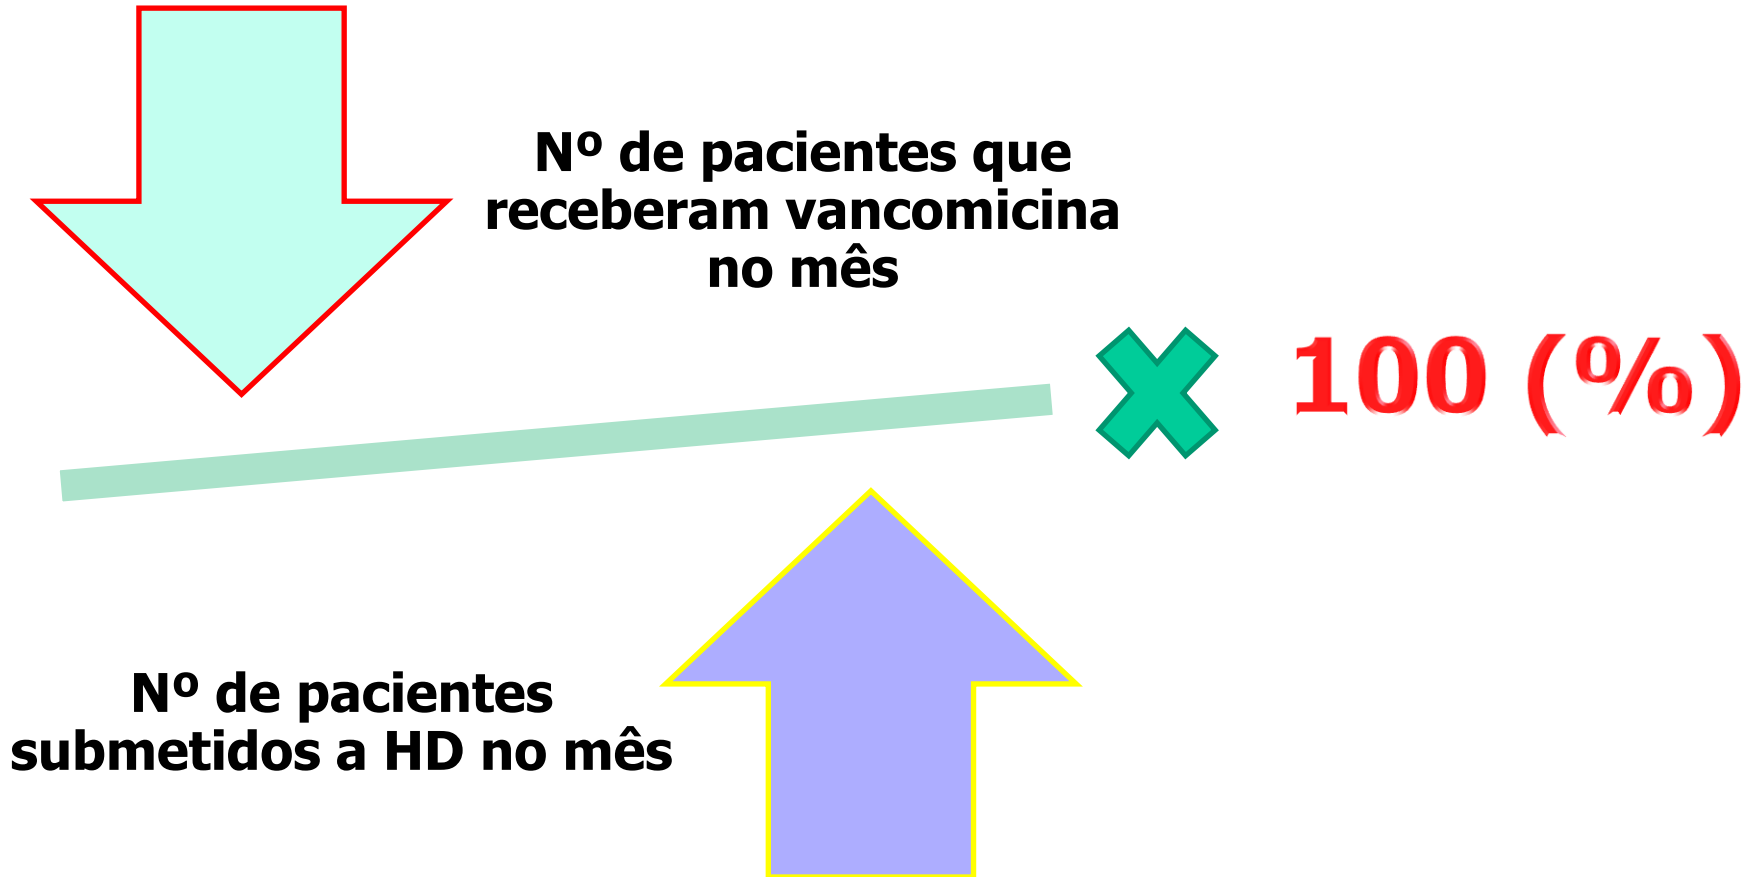 Nº de pacientes que
receberam vancomicina
no mês
100 (%)
Nº de pacientes
submetidos a HD no mês